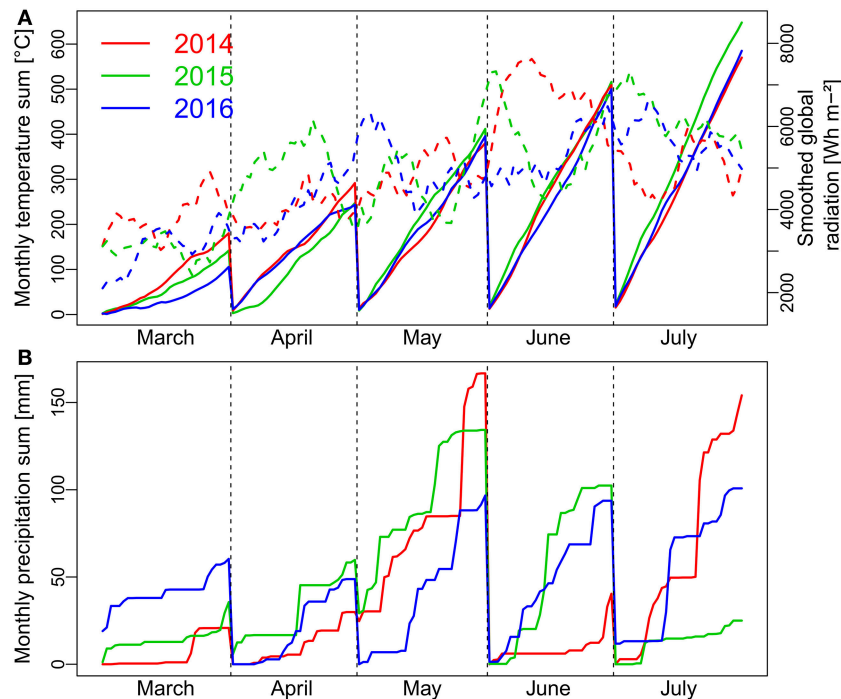 A
Monthly temperature sum [°C]
0
100
200
300
400
500
600
2014
2015
2016
2000
4000
6000
8000
Smoothed global
radiation [Wh m−²]
March April May June July
B
Monthly precipitation sum [mm]
0
50
100
150
March April May June July